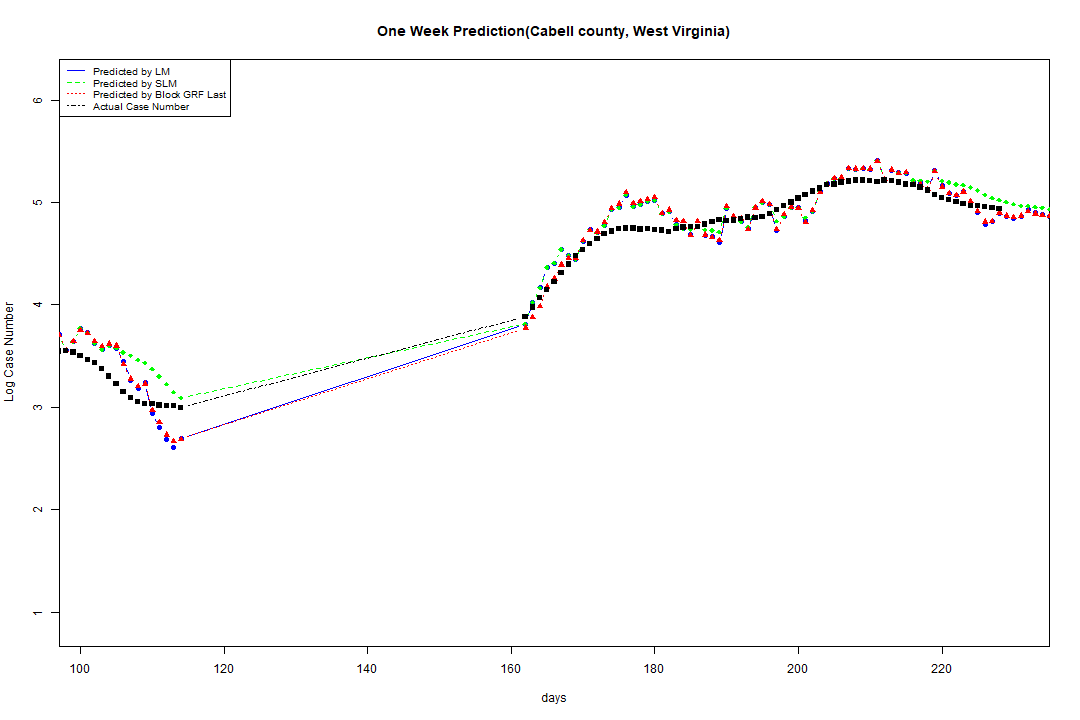 One Week Prediction(Cabell county, West Virginia)
Predicted by LM
Predicted by SLM
Predicted by Block GRF Last
Actual Case Number
6
5
4
3
2
1
Log Case Number
100 120 140 160 180 200 220
days